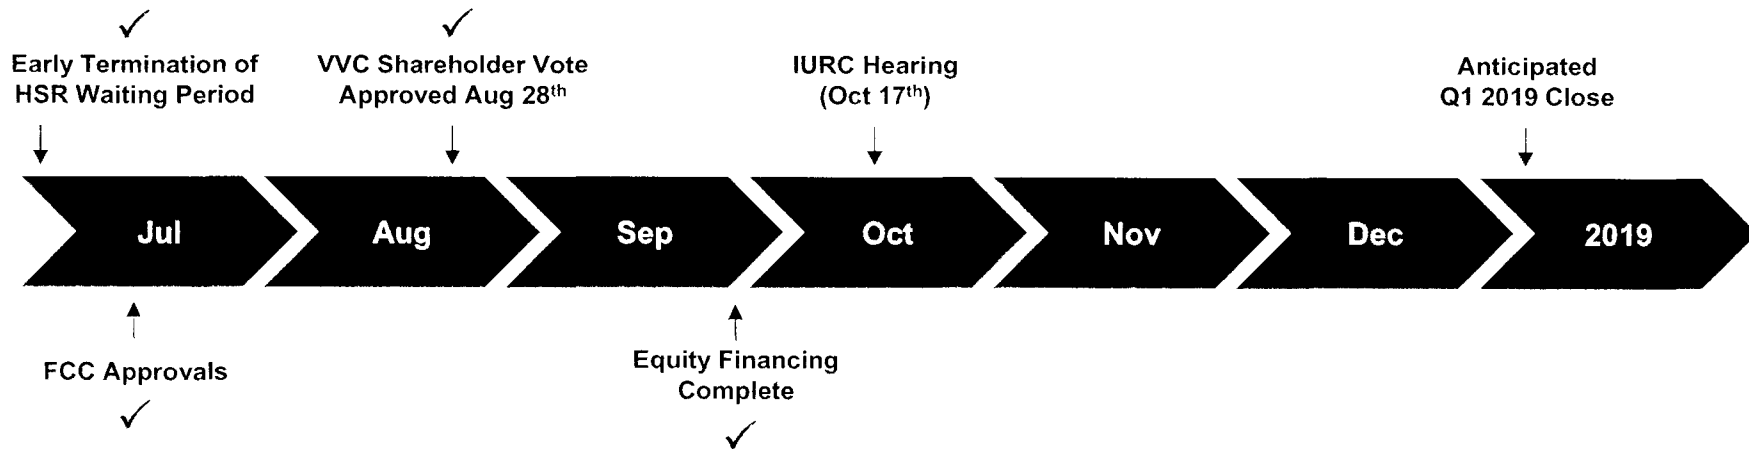 Early Termination of
HSR Waiting Period
VVC Shareholder Vote
Approved Aug 28th
IURC Hearing
(Oct 17th)
Anticipated
Q1 2019 Close
Jul
Aug
Sep
Oct
Nov
Dec
2019
FCC Approvals
Equity Financing
Complete